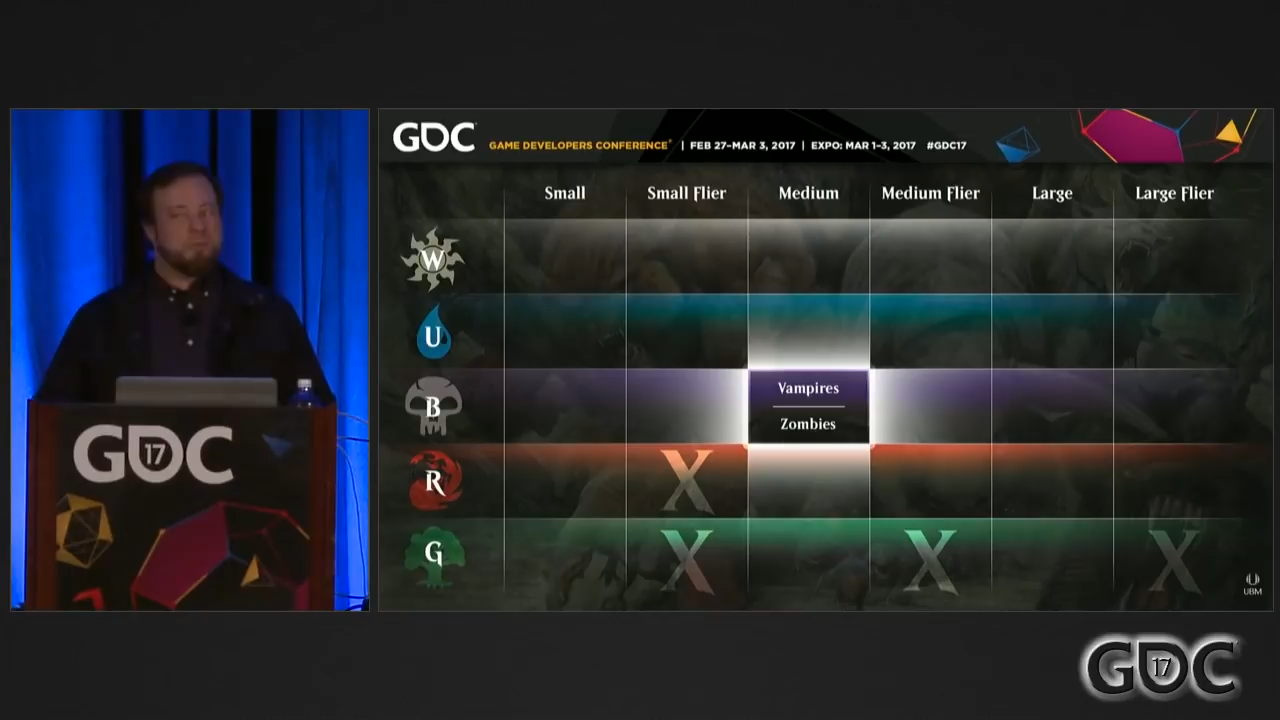 GDC
GAME DEVELOPERS CONFERENCE® | FEB 27–MAR 3, 2017 | EXPO: MAR 1-3, 2017 #GDC17
Small Small Flier Medium Medium Flier Large Large Flier
W
U
B
Vampires
Zombies
R X
G X X X
UBM
GDC 17
GDC 17